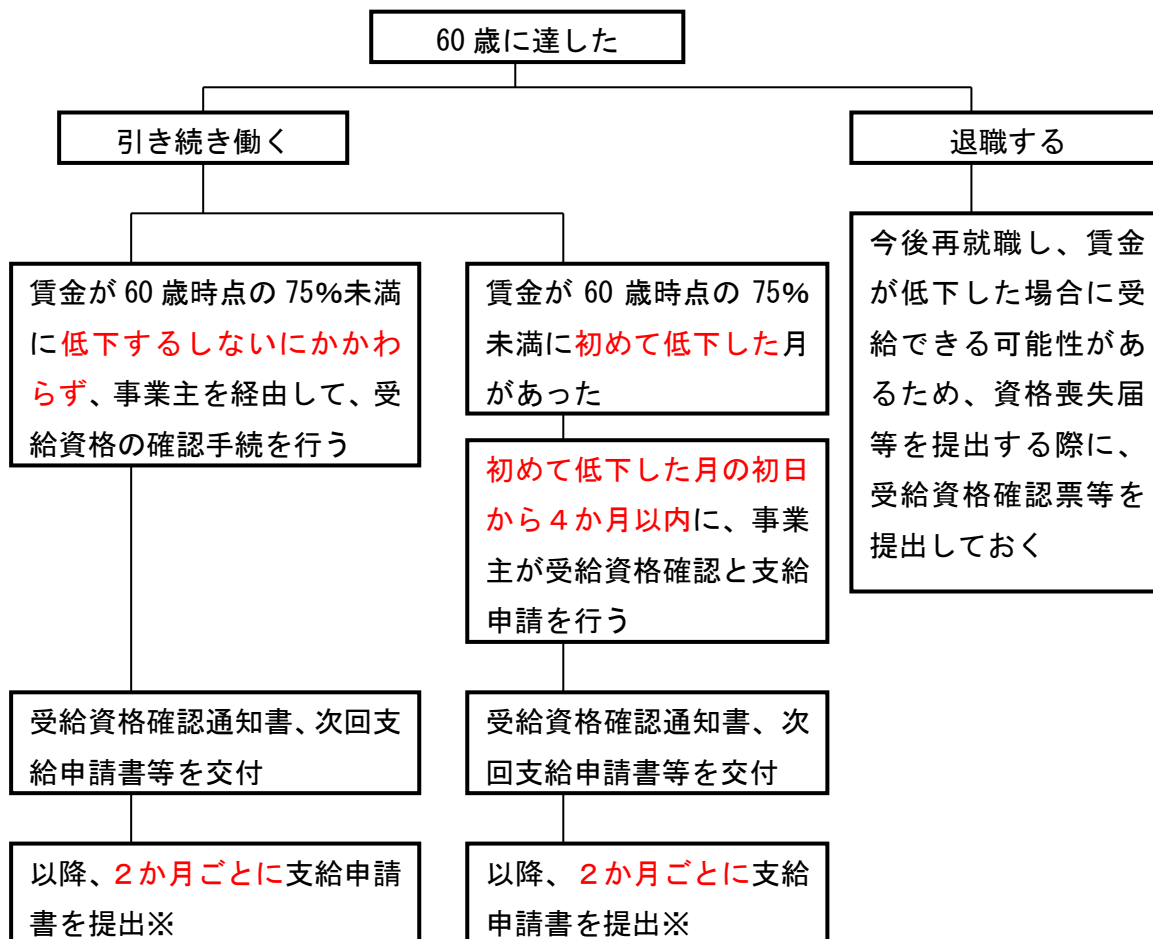 60歳に達した
引き続き働く
退職する
賃金が60歳時点の75%未満
に低下するしないにかかわ
らず、事業主を経由して、受
給資格の確認手続を行う
賃金が60歳時点の75%
未満に初めて低下した月
があった
今後再就職し、賃金
が低下した場合に受
給できる可能性があ
るため、資格喪失届
等を提出する際に、
受給資格確認票等を
提出しておく
初めて低下した月の初日
から４か月以内に、事業
主が受給資格確認と支給
申請を行う
受給資格確認通知書、次回支
給申請書等を交付
受給資格確認通知書、次
回支給申請書等を交付
以降、２か月ごとに支給申請
書を提出※
以降、２か月ごとに支給
申請書を提出※